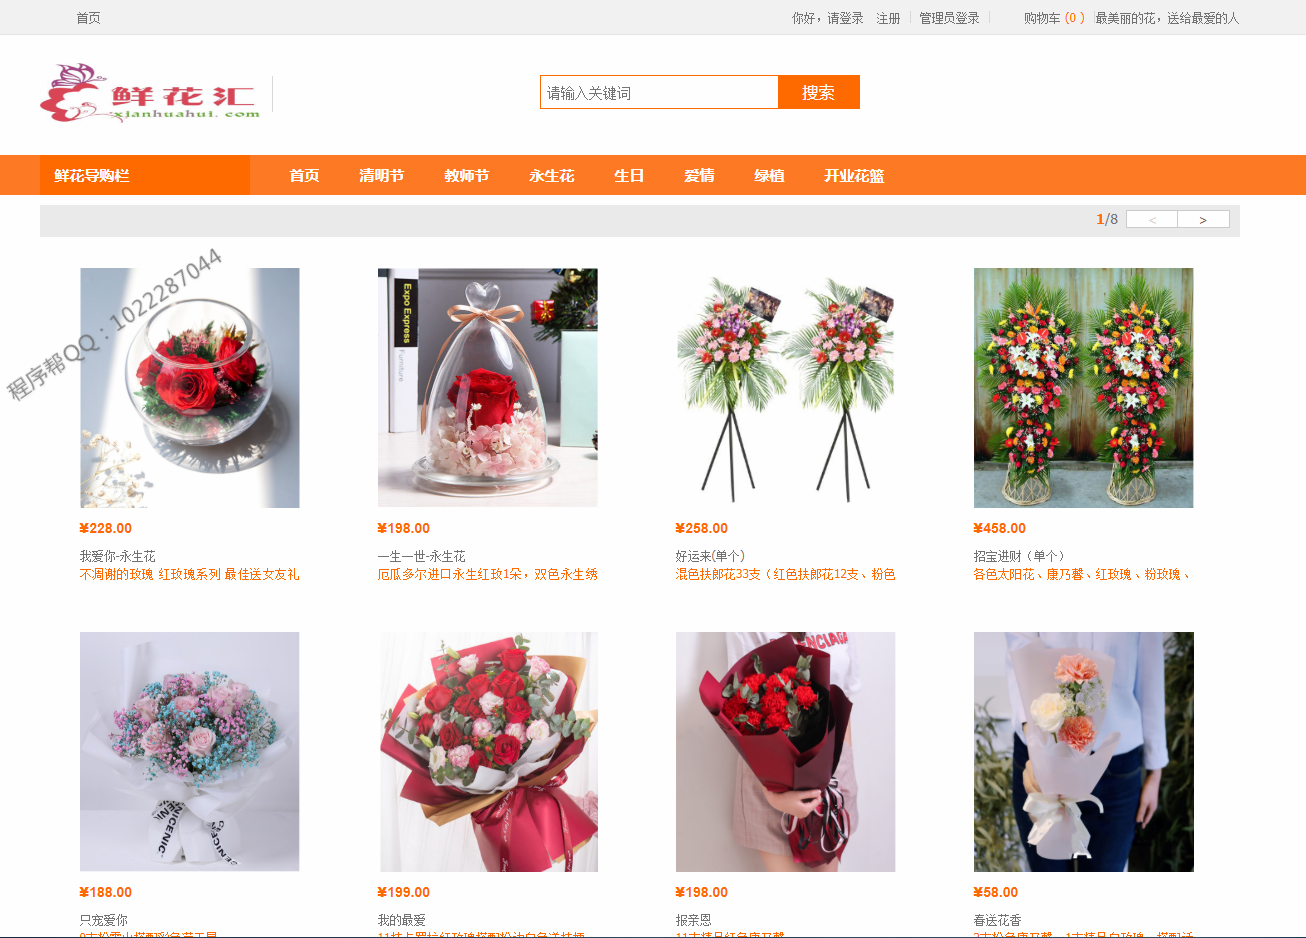 首页 你好，请登录 注册 管理员登录 购物车 (0 ) 最美丽的花，送给最爱的人
鲜花汇
xianhuahui.com
请输入关键词 搜索
鲜花导购栏 首页 清明节 教师节 永生花 生日 爱情 绿植 开业花篮
1/8 < >
程序帮QQ：1022287044
Expo Express
Furniture
¥228.00 ¥198.00 ¥258.00 ¥458.00
我爱你-永生花 一生一世-永生花 好运来(单个) 招宝进财（单个）
不凋谢的玫瑰 红玫瑰系列 最佳送女友礼 厄瓜多尔进口永生红玫1朵，双色永生绣 混色扶郎花33支（红色扶郎花12支、粉色 各色太阳花、康乃馨、红玫瑰、粉玫瑰、
¥188.00 ¥199.00 ¥198.00 ¥58.00
只宠爱你 我的最爱 报亲恩 春送花香